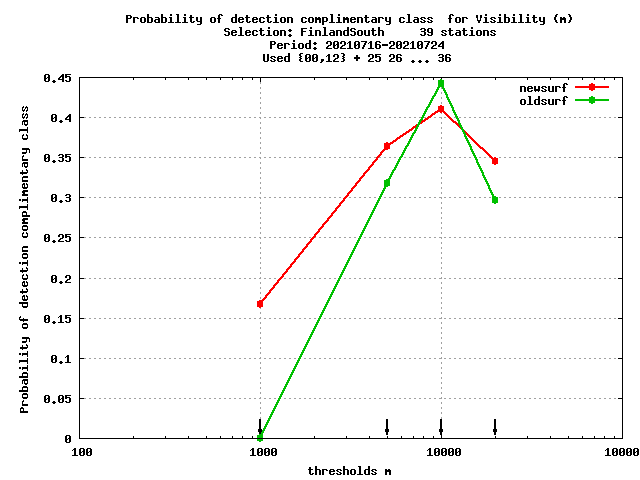 Probability of detection complimentary class  for Visibility (m)
Selection: FinlandSouth     39 stations
Period: 20210716-20210724
Used {00,12} + 25 26 ... 36
newsurf
oldsurf
Probability of detection complimentary class
0.45
0.4
0.35
0.3
0.25
0.2
0.15
0.1
0.05
0
100 1000 10000 10000
thresholds m